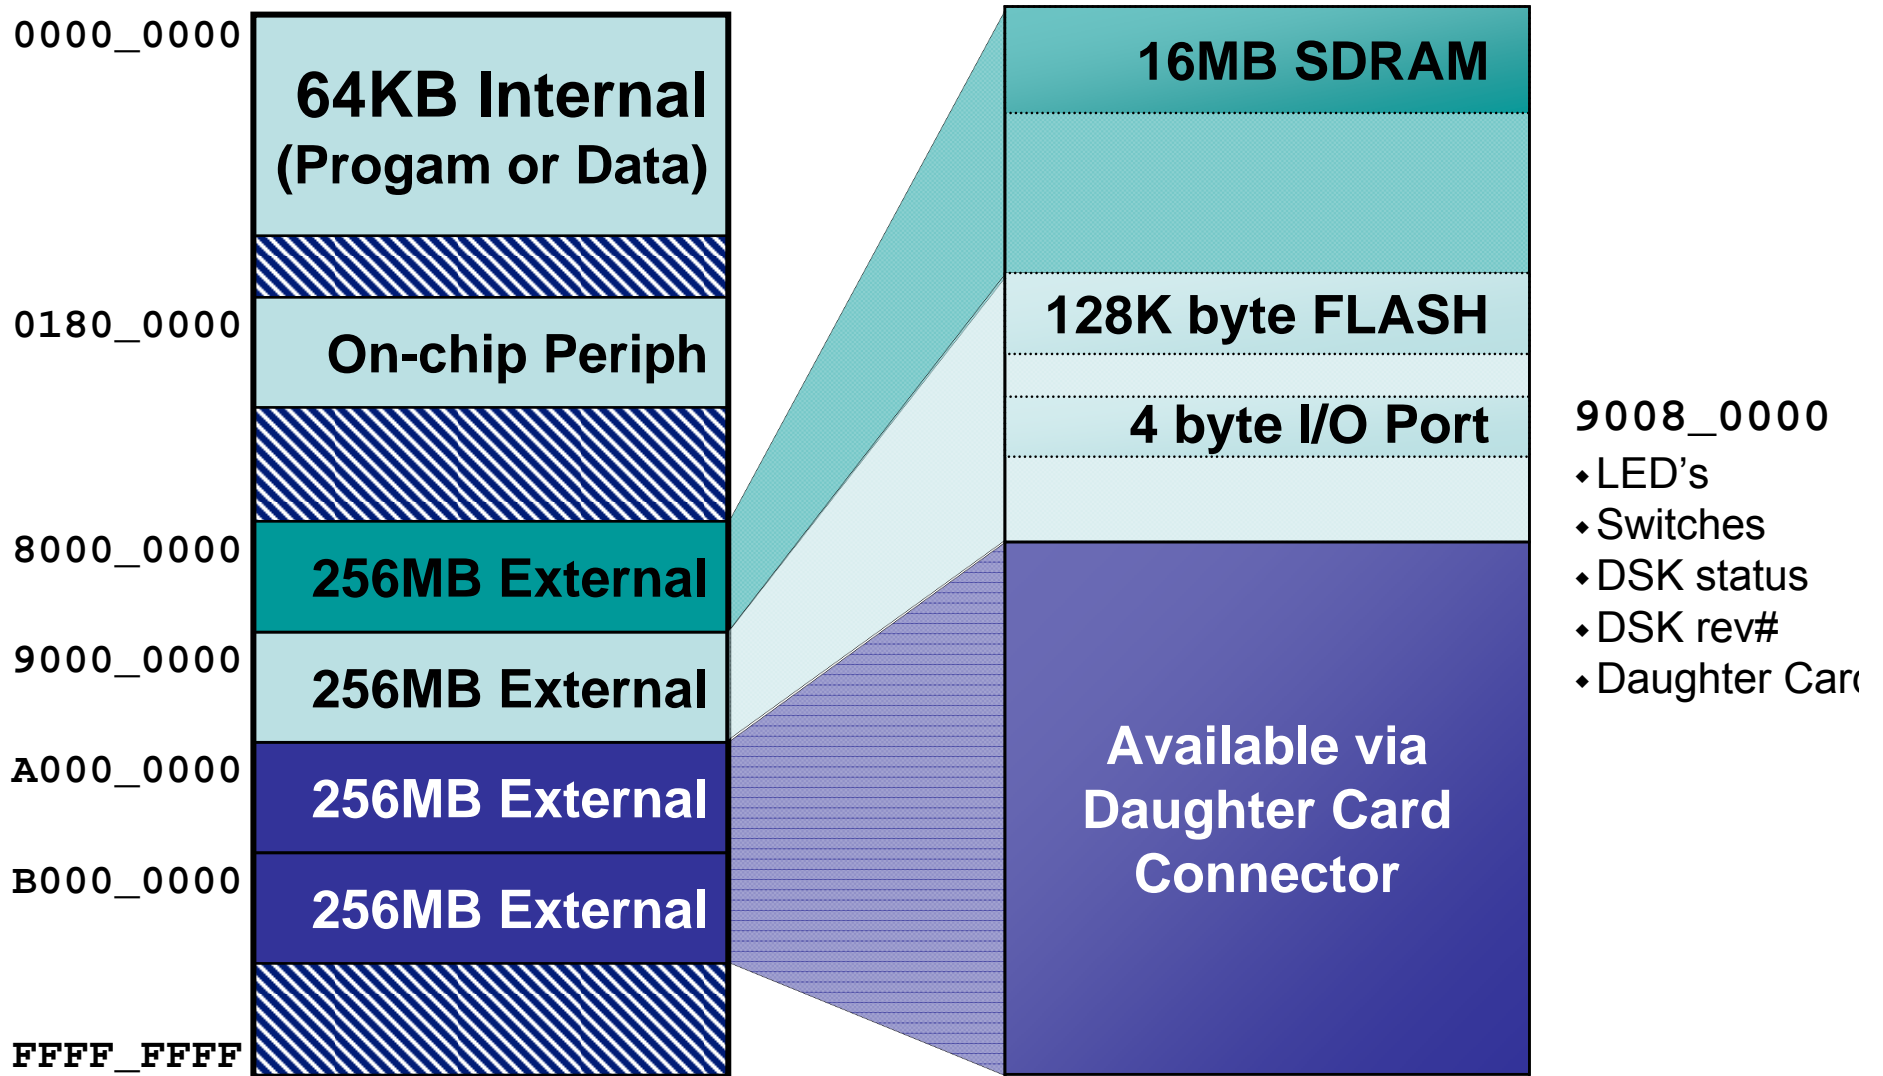 0000_0000
64KB Internal
(Progam or Data)
0180_0000
On-chip Periph
8000_0000
256MB External
9000_0000
256MB External
A000_0000
256MB External
B000_0000
256MB External
FFFF_FFFF
16MB SDRAM
128K byte FLASH
4 byte I/O Port
Available via
Daughter Card
Connector
9008_0000
◆ LED’s
◆ Switches
◆ DSK status
◆ DSK rev#
◆ Daughter Card